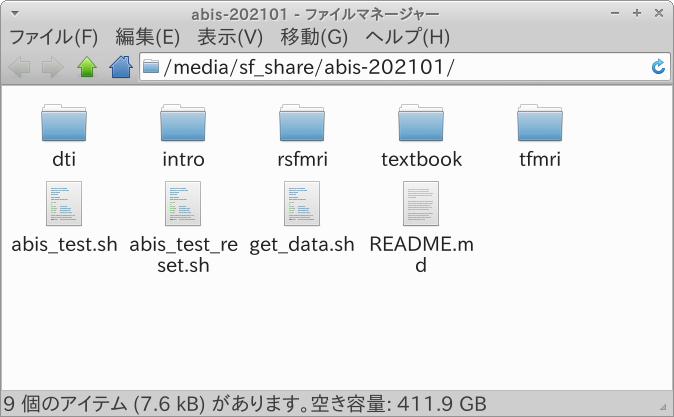 abis-202101 - ファイルマネージャー
ファイル(F) 編集(E) 表示(V) 移動(G) ヘルプ(H)
/media/sf_share/abis-202101/
dti intro rsfmri textbook tfmri
abis_test.sh abis_test_re get_data.sh README.m
set.sh d
9 個のアイテム (7.6 kB) があります。空き容量: 411.9 GB